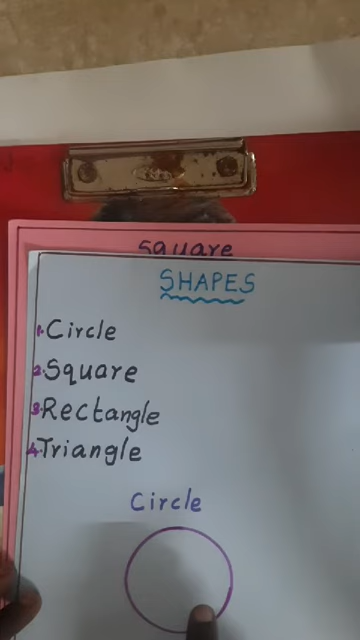 Square
SHAPES
1.Circle
2.Square
3.Rectangle
4.Triangle
Circle